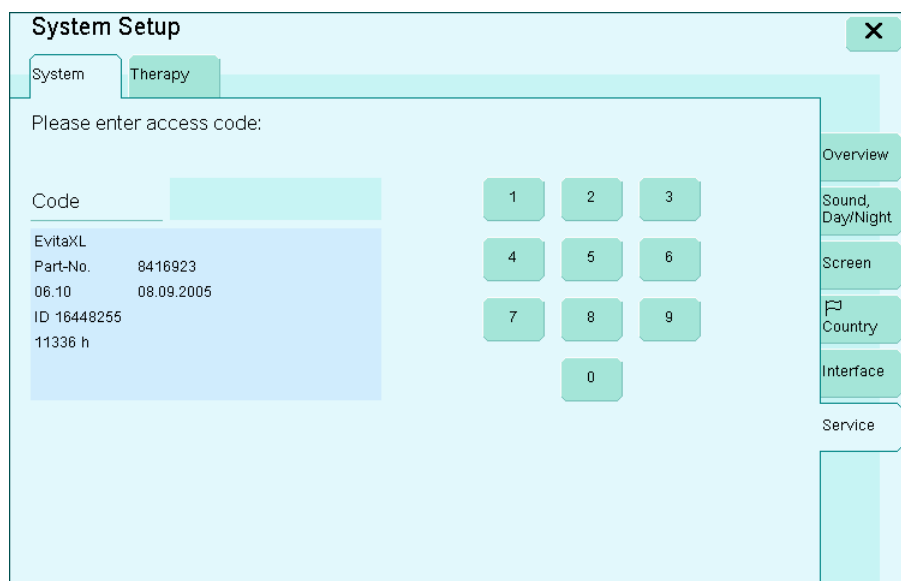 System Setup
System
Therapy
Please enter access code:
Code
EvitaXL
Part-No. 8416923
06.10 08.09.2005
ID 16448255
11336 h
1 2 3
4 5 6
7 8 9
0
Overview
Sound,
Day/Night
Screen
Country
Interface
Service